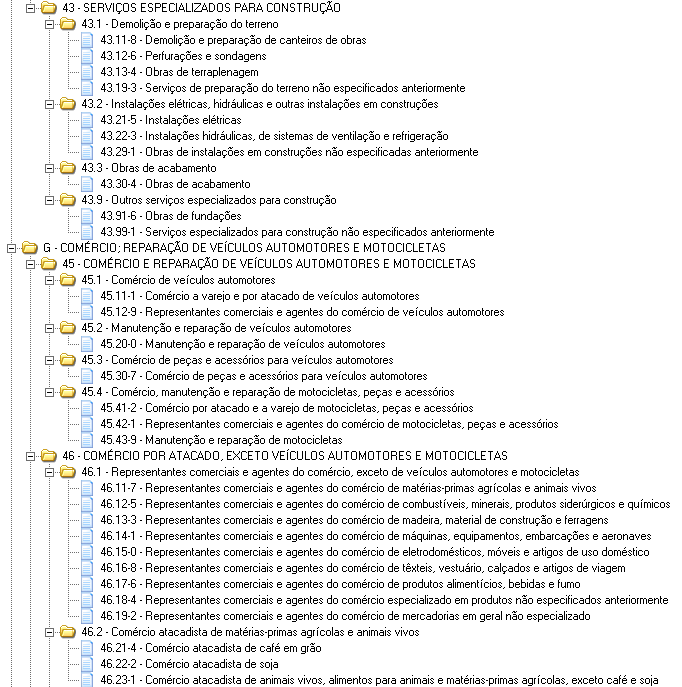 43 - SERVIÇOS ESPECIALIZADOS PARA CONSTRUÇÃO
43.1 - Demolição e preparação do terreno
43.11-8 - Demolição e preparação de canteiros de obras
43.12-6 - Perfurações e sondagens
43.13-4 - Obras de terraplenagem
43.19-3 - Serviços de preparação do terreno não especificados anteriormente
43.2 - Instalações elétricas, hidráulicas e outras instalações em construções
43.21-5 - Instalações elétricas
43.22-3 - Instalações hidráulicas, de sistemas de ventilação e refrigeração
43.29-1 - Obras de instalações em construções não especificadas anteriormente
43.3 - Obras de acabamento
43.30-4 - Obras de acabamento
43.9 - Outros serviços especializados para construção
43.91-6 - Obras de fundações
43.99-1 - Serviços especializados para construção não especificados anteriormente
G - COMÉRCIO; REPARAÇÃO DE VEÍCULOS AUTOMOTORES E MOTOCICLETAS
45 - COMÉRCIO E REPARAÇÃO DE VEÍCULOS AUTOMOTORES E MOTOCICLETAS
45.1 - Comércio de veículos automotores
45.11-1 - Comércio a varejo e por atacado de veículos automotores
45.12-9 - Representantes comerciais e agentes do comércio de veículos automotores
45.2 - Manutenção e reparação de veículos automotores
45.20-0 - Manutenção e reparação de veículos automotores
45.3 - Comércio de peças e acessórios para veículos automotores
45.30-7 - Comércio de peças e acessórios para veículos automotores
45.4 - Comércio, manutenção e reparação de motocicletas, peças e acessórios
45.41-2 - Comércio por atacado e a varejo de motocicletas, peças e acessórios
45.42-1 - Representantes comerciais e agentes do comércio de motocicletas, peças e acessórios
45.43-9 - Manutenção e reparação de motocicletas
46 - COMÉRCIO POR ATACADO, EXCETO VEÍCULOS AUTOMOTORES E MOTOCICLETAS
46.1 - Representantes comerciais e agentes do comércio, exceto de veículos automotores e motocicletas
46.11-7 - Representantes comerciais e agentes do comércio de matérias-primas agrícolas e animais vivos
46.12-5 - Representantes comerciais e agentes do comércio de combustíveis, minerais, produtos siderúrgicos e químicos
46.13-3 - Representantes comerciais e agentes do comércio de madeira, material de construção e ferragens
46.14-1 - Representantes comerciais e agentes do comércio de máquinas, equipamentos, embarcações e aeronaves
46.15-0 - Representantes comerciais e agentes do comércio de eletrodomésticos, móveis e artigos de uso doméstico
46.16-8 - Representantes comerciais e agentes do comércio de têxteis, vestuário, calçados e artigos de viagem
46.17-6 - Representantes comerciais e agentes do comércio de produtos alimentícios, bebidas e fumo
46.18-4 - Representantes comerciais e agentes do comércio especializado em produtos não especificados anteriormente
46.19-2 - Representantes comerciais e agentes do comércio de mercadorias em geral não especializado
46.2 - Comércio atacadista de matérias-primas agrícolas e animais vivos
46.21-4 - Comércio atacadista de café em grão
46.22-2 - Comércio atacadista de soja
46.23-1 - Comércio atacadista de animais vivos, alimentos para animais e matérias-primas agrícolas, exceto café e soja